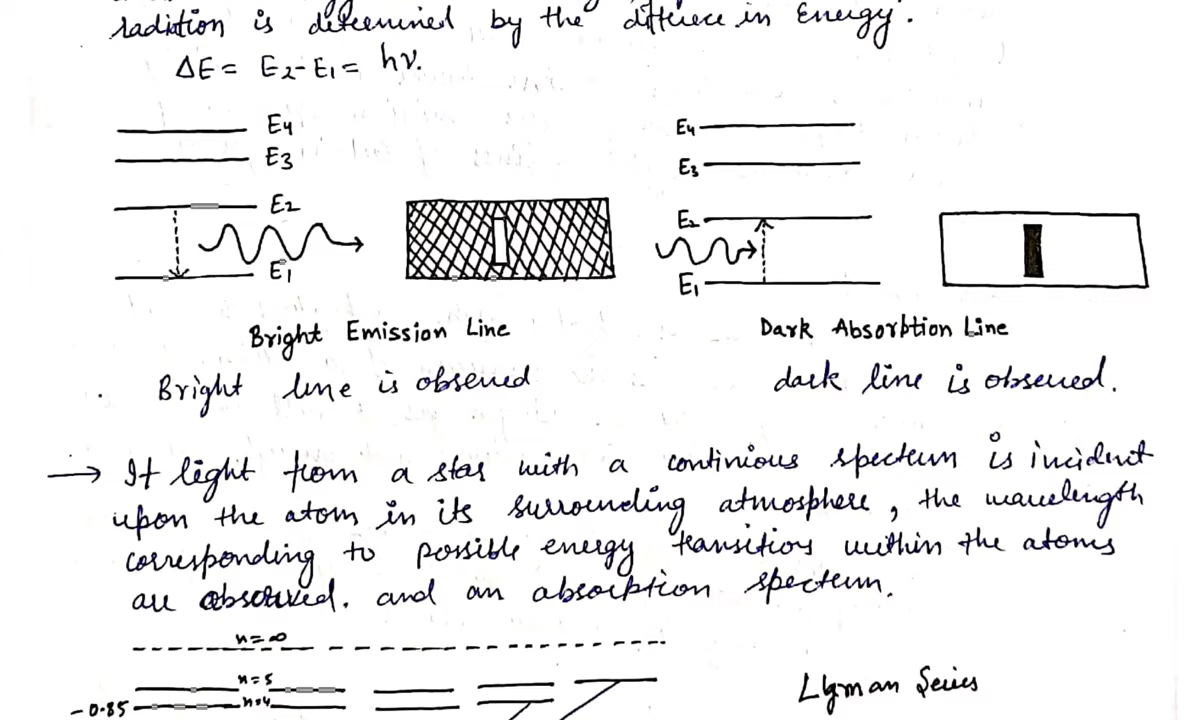 radiation is determined by the differece in Energy.
ΔE = E2-E1 = hν.
E4
E3
E2
E1
E4
E3
E2
E1
Bright Emission Line
Dark Absorbtion Line
Bright line is observed
dark line is observed.
→ If light from a star with a continious spectrum is incident
upon the atom in its surrounding atmosphere, the wavelength
corresponding to possible energy transitions within the atoms
are absorved. and an absorption spectrum.
n=∞
n=5
n=4
-0.85
Lyman Series